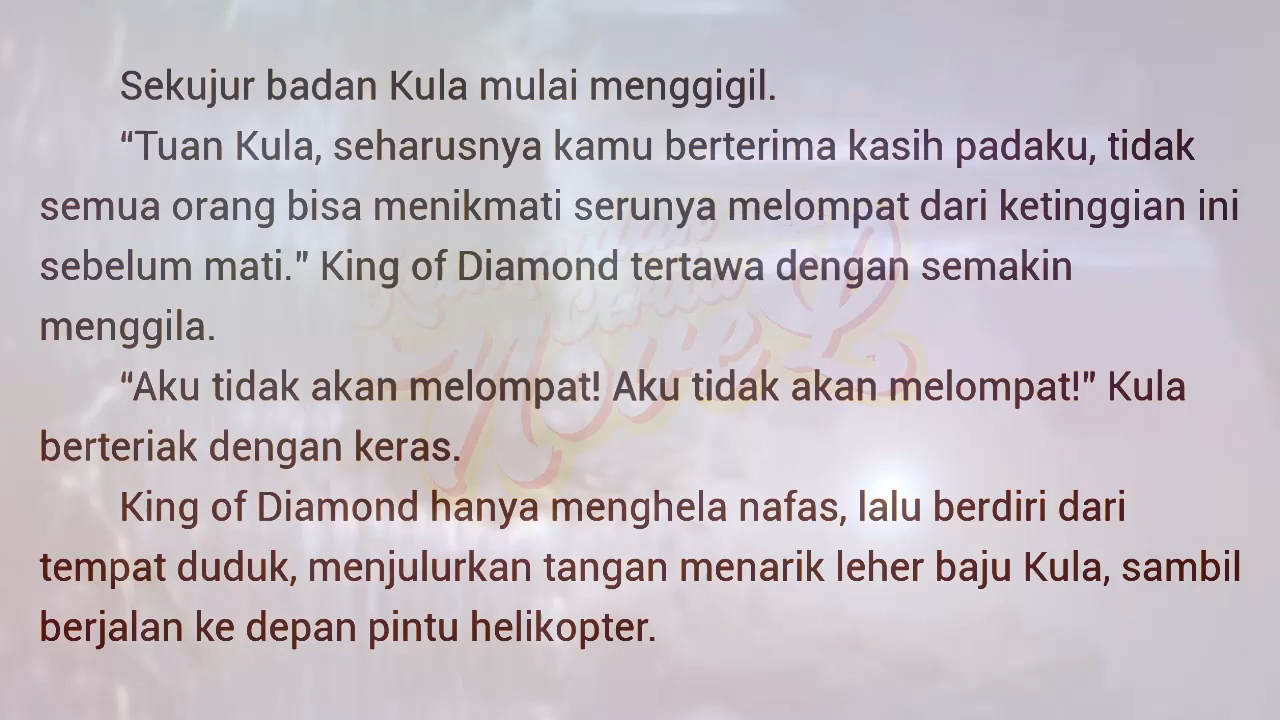 Sekujur badan Kula mulai menggigil.
“Tuan Kula, seharusnya kamu berterima kasih padaku, tidak
semua orang bisa menikmati serunya melompat dari ketinggian ini
sebelum mati.” King of Diamond tertawa dengan semakin
menggila.
“Aku tidak akan melompat! Aku tidak akan melompat!” Kula
berteriak dengan keras.
King of Diamond hanya menghela nafas, lalu berdiri dari
tempat duduk, menjulurkan tangan menarik leher baju Kula, sambil
berjalan ke depan pintu helikopter.